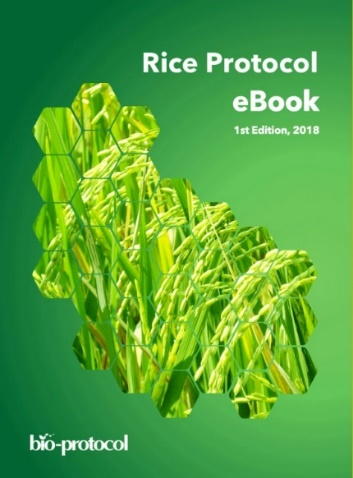 Rice Protocol
eBook
1st Edition, 2018
bio-protocol